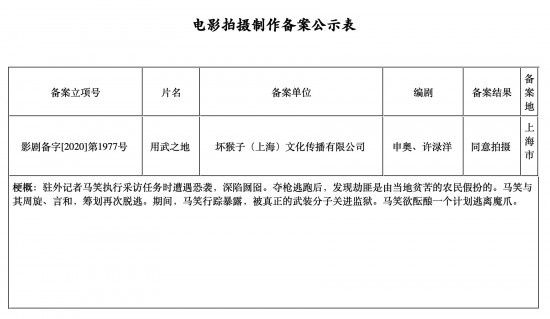 电影拍摄制作备案公示表
备案立项号 片名 备案单位 编剧 备案结果 备案地
影剧备字[2020]第1977号 用武之地 坏猴子（上海）文化传播有限公司 申奥、许渌洋 同意拍摄 上海市
梗概：驻外记者马笑执行采访任务时遭遇恐袭，深陷囹圄。夺枪逃跑后，发现劫匪是由当地贫苦的农民假扮的。马笑与
其周旋、言和，筹划再次脱逃。期间，马笑行踪暴露，被真正的武装分子关进监狱。马笑欲酝酿一个计划逃离魔爪。